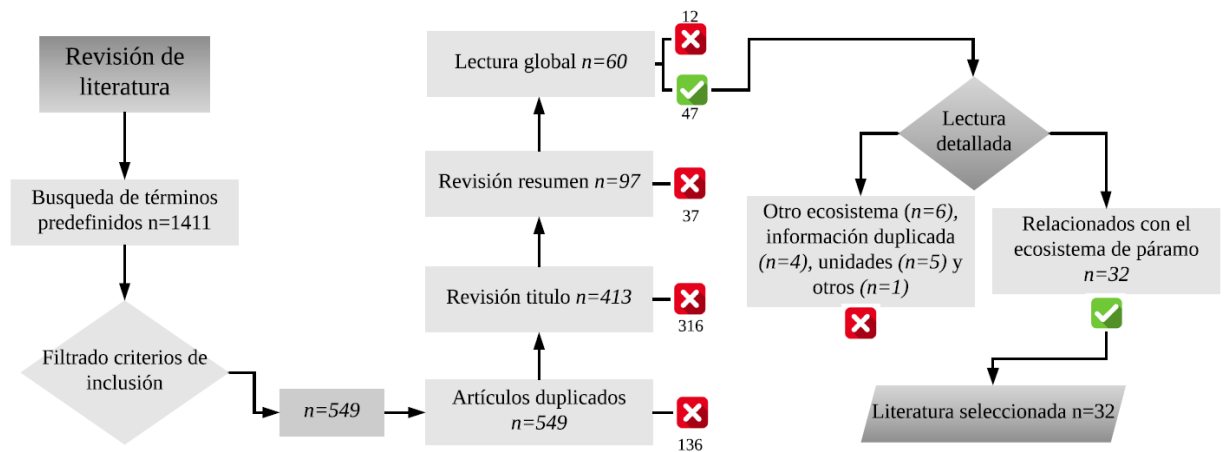 Revisión de
literatura
Busqueda de términos
predefinidos n=1411
Filtrado criterios de
inclusión
n=549
Artículos duplicados
n=549
136
Revisión titulo n=413
316
Revisión resumen n=97
37
Lectura global n=60
12
47
Lectura
detallada
Otro ecosistema (n=6),
información duplicada
(n=4), unidades (n=5) y
otros (n=1)
Relacionados con el
ecosistema de páramo
n=32
Literatura seleccionada n=32